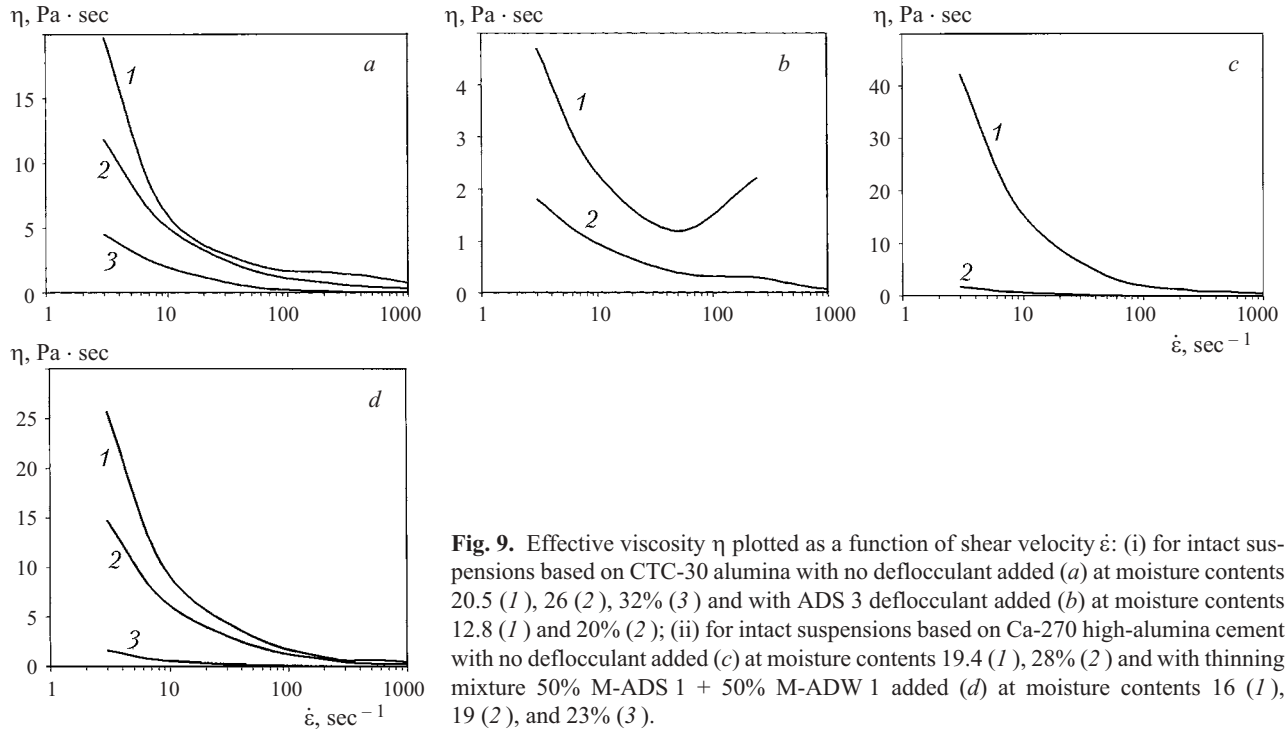 η, Pa · sec
η, Pa · sec
η, Pa · sec
a
b
c
1
2
3
15
10
5
0
1
10
100
1000
1
2
4
3
2
1
0
1
10
100
1000
1
2
40
30
20
10
0
1
10
100
1000
ε̇, sec⁻¹
η, Pa · sec
d
1
2
3
25
20
15
10
5
0
1
10
100
1000
ε̇, sec⁻¹
Fig. 9. Effective viscosity η plotted as a function of shear velocity ε̇: (i) for intact sus-
pensions based on CTC-30 alumina with no deflocculant added (a) at moisture contents
20.5 (1), 26 (2), 32% (3) and with ADS 3 deflocculant added (b) at moisture contents
12.8 (1) and 20% (2); (ii) for intact suspensions based on Ca-270 high-alumina cement
with no deflocculant added (c) at moisture contents 19.4 (1), 28% (2) and with thinning
mixture 50% M-ADS 1 + 50% M-ADW 1 added (d) at moisture contents 16 (1),
19 (2), and 23% (3).